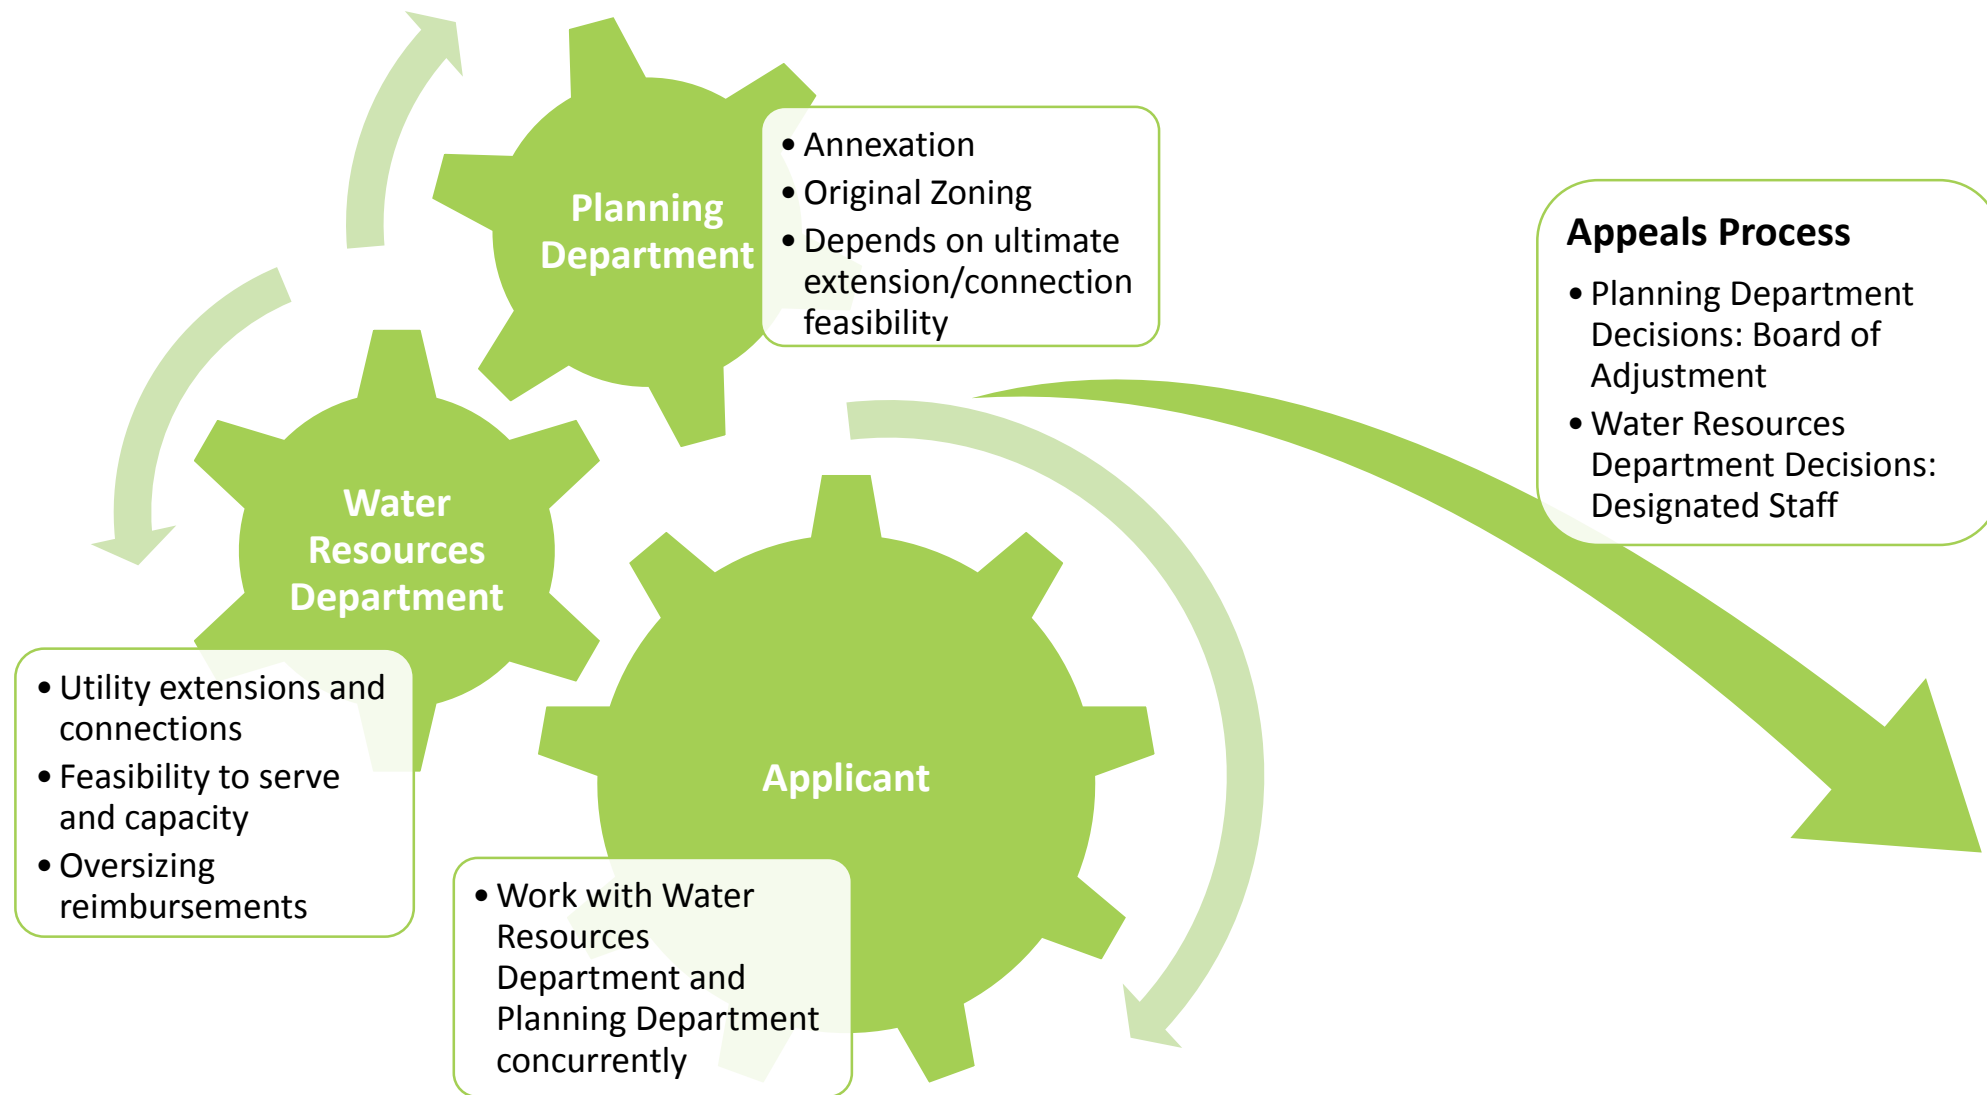 Planning
Department
• Annexation
• Original Zoning
• Depends on ultimate
extension/connection
feasibility
Appeals Process
• Planning Department
Decisions: Board of
Adjustment
• Water Resources
Department Decisions:
Designated Staff
Water
Resources
Department
• Utility extensions and
connections
• Feasibility to serve
and capacity
• Oversizing
reimbursements
Applicant
• Work with Water
Resources
Department and
Planning Department
concurrently